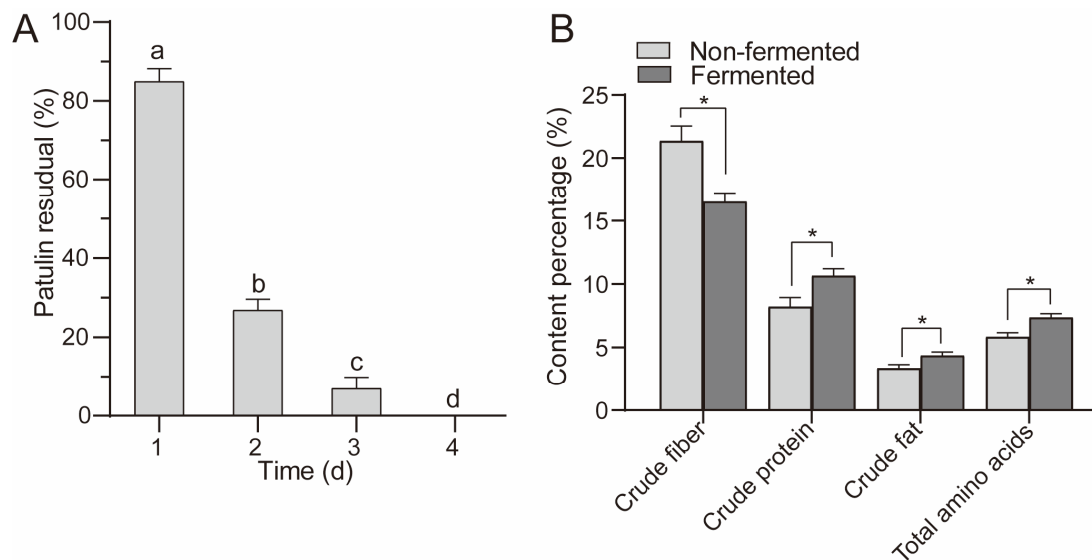 A
Patulin resudual (%)
100
80
60
40
20
0
a
b
c
d
1 2 3 4
Time (d)
B
Non-fermented
Fermented
Content percentage (%)
25
20
15
10
5
0
*
*
*
*
Crude fiber
Crude protein
Crude fat
Total amino acids